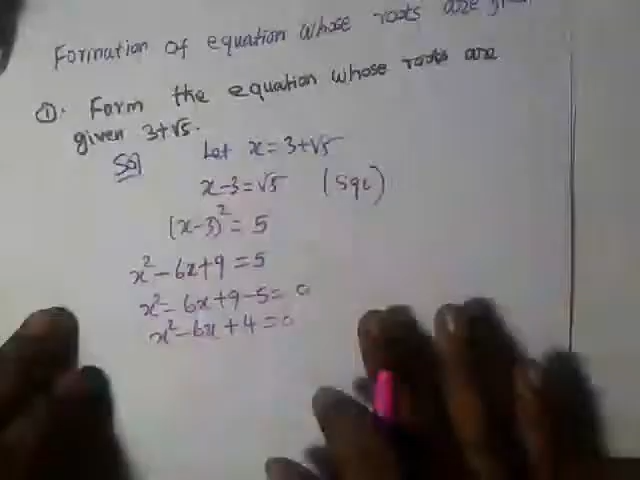 Formation of equation whose roots are
①. Form the equation whose roots are
given 3+√5.
Sol Let x = 3+√5
x-3 = √5 (Sqr)
(x-3)² = 5
x² - 6x + 9 = 5
x² - 6x + 9 - 5 = 0
x² - 6x + 4 = 0